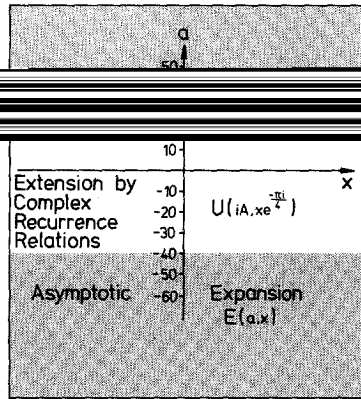 a
50
10
x
Extension by
Complex
Recurrence
Relations
-10
-20
-30
-40
-50
-60
U(iA,xe^{-πi/4})
Asymptotic Expansion
E(a,x)